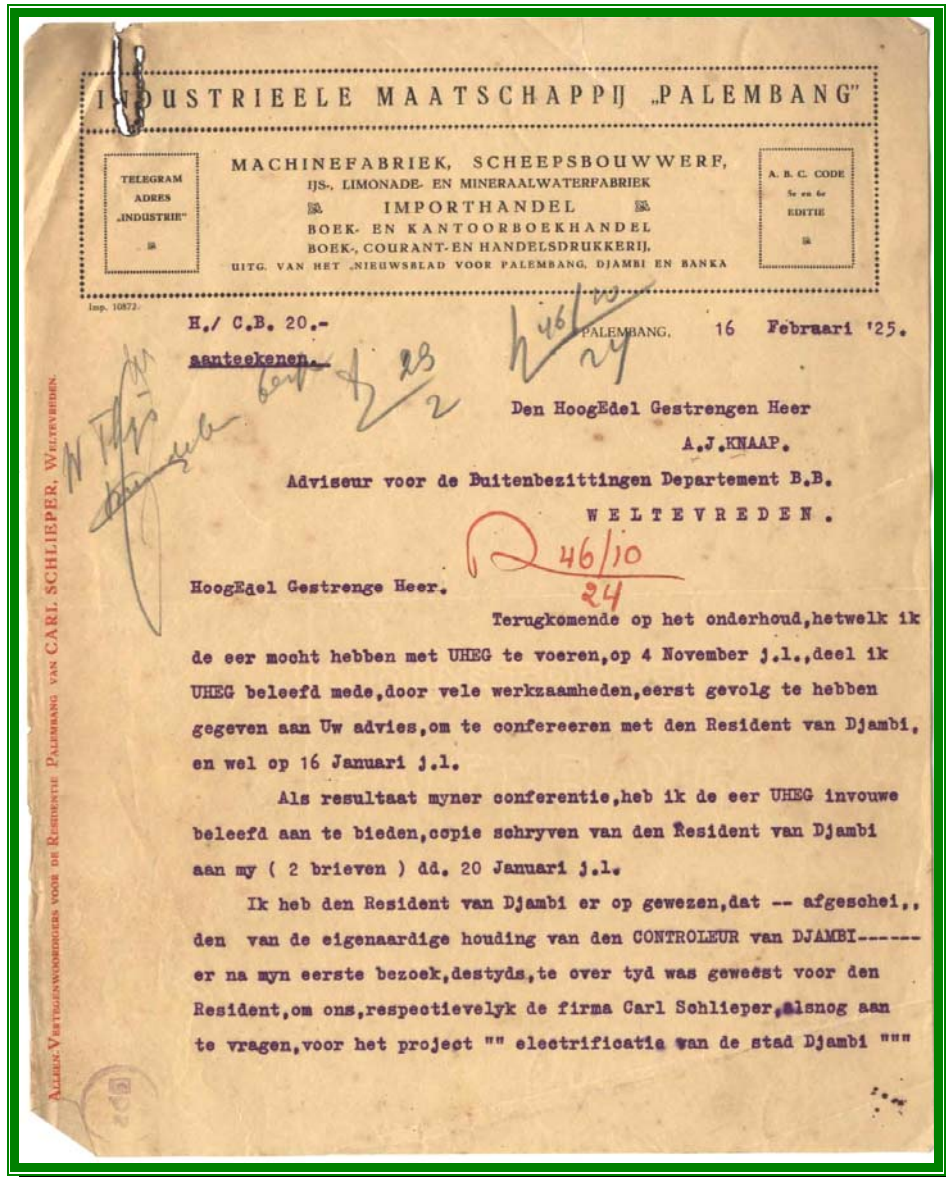 INDUSTRIEELE MAATSCHAPPIJ „PALEMBANG”
TELEGRAM
ADRES
„INDUSTRIE”
MACHINEFABRIEK, SCHEEPSBOUWWERF,
IJS-, LIMONADE- EN MINERAALWATERFABRIEK
IMPORTHANDEL
BOEK- EN KANTOORBOEKHANDEL
BOEK-, COURANT- EN HANDELSDRUKKERIJ,
UITG. VAN HET „NIEUWSBLAD VOOR PALEMBANG, DJAMBI EN BANKA
A. B. C. CODE
5e en 6e
EDITIE
Imp. 10872.
H./ C.B. 20.-
aanteekenen.
PALEMBANG, 16 Februari '25.
46/10
24
29
2
Den HoogEdel Gestrengen Heer
A.J.KNAAP.
Adviseur voor de Buitenbezittingen Departement B.B.
W E L T E V R E D E N .
R 46/10
24
HoogEdel Gestrenge Heer.
Terugkomende op het onderhoud,hetwelk ik
de eer mocht hebben met UHEG te voeren,op 4 November j.l.,deel ik
UHEG beleefd mede,door vele werkzaamheden,eerst gevolg te hebben
gegeven aan Uw advies,om te confereeren met den Resident van Djambi,
en wel op 16 Januari j.l.
Als resultaat myner conferentie,heb ik de eer UHEG invouwe
beleefd aan te bieden,copie schryven van den Resident van Djambi
aan my ( 2 brieven ) dd. 20 Januari j.l.
Ik heb den Resident van Djambi er op gewezen,dat -- afgeschei,,
den van de eigenaardige houding van den CONTROLEUR van DJAMBI------
er na myn eerste bezoek,destyds,te over tyd was geweest voor den
Resident,om ons,respectievelyk de firma Carl Schlieper,alsnog aan
te vragen,voor het project "" electrificatie van de stad Djambi """
ALLEEN-VERTEGENWOORDIGERS VOOR DE RESIDENTIE PALEMBANG VAN CARL SCHLIEPER, WELTEVREDEN.